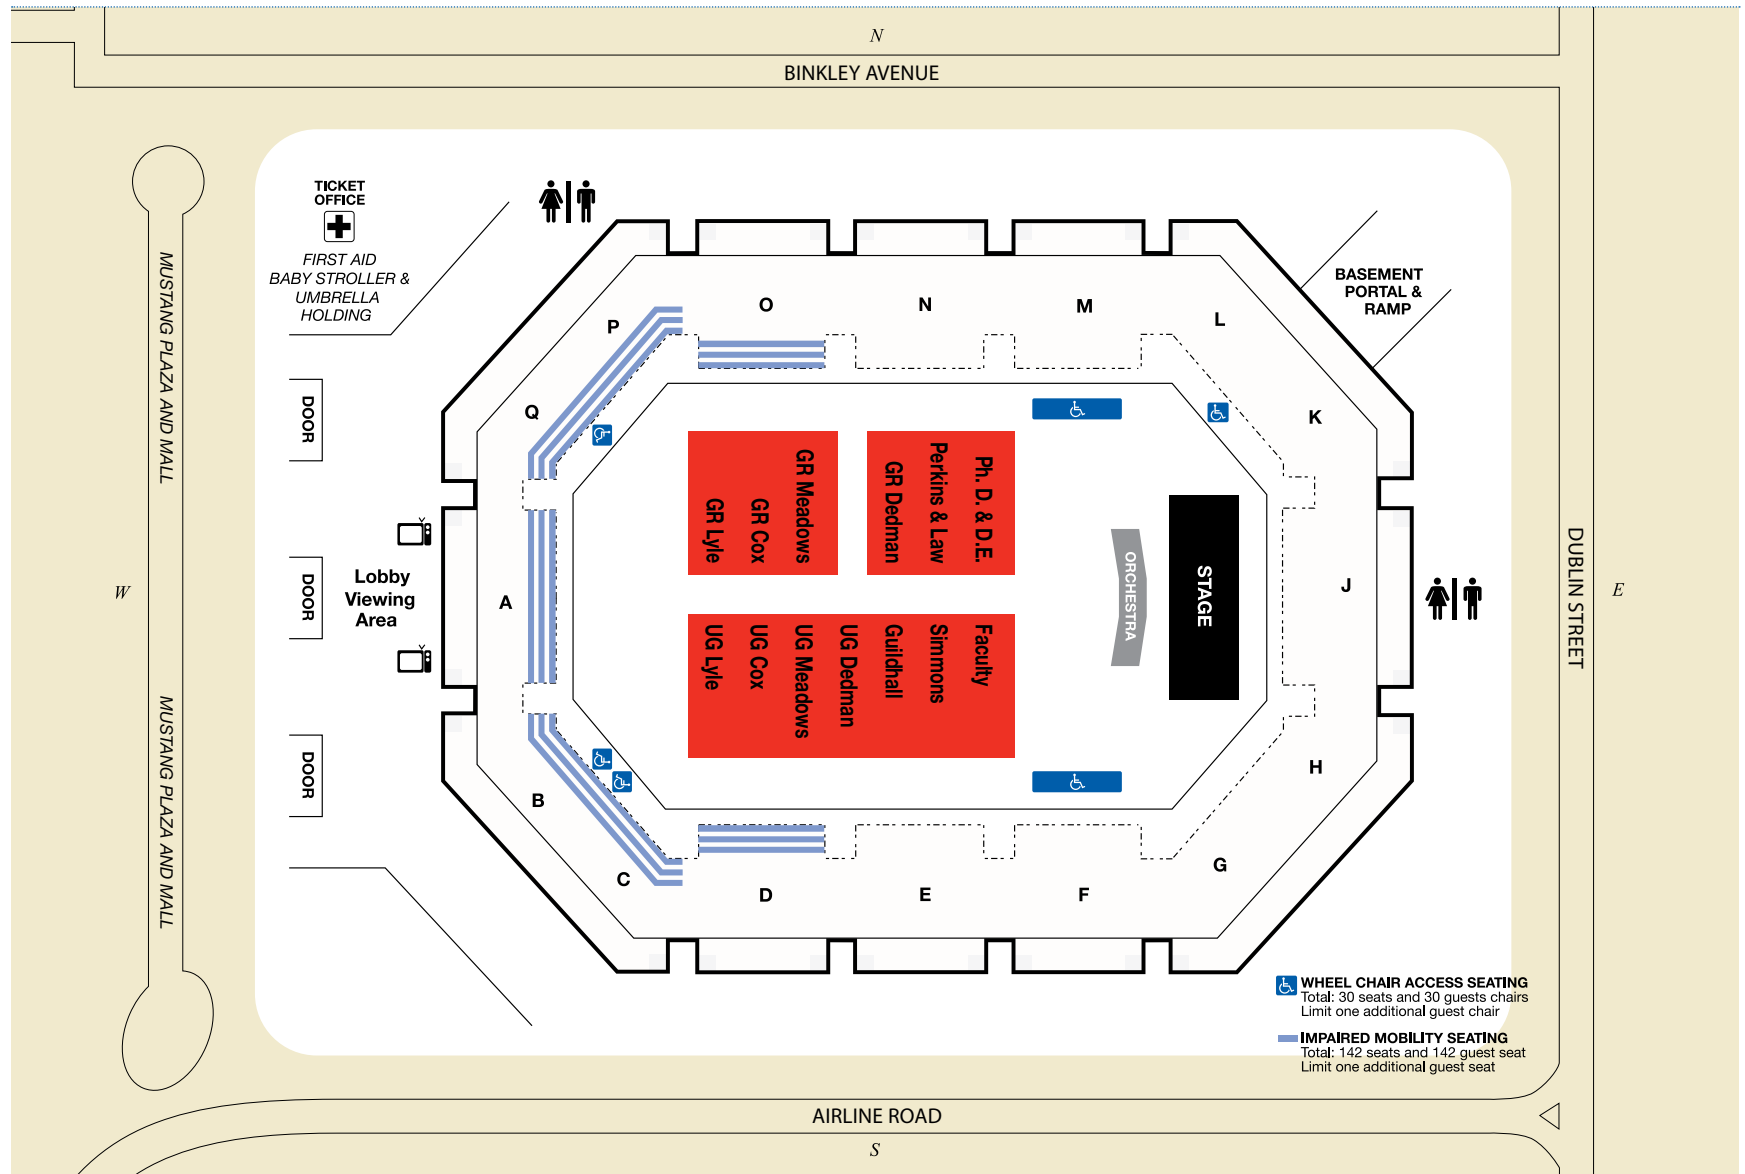 N
BINKLEY AVENUE
TICKET
OFFICE
FIRST AID
BABY STROLLER &
UMBRELLA
HOLDING
BASEMENT
PORTAL &
RAMP
MUSTANG PLAZA AND MALL
MUSTANG PLAZA AND MALL
W
DOOR
DOOR
DOOR
Lobby
Viewing
Area
O
N
M
P
L
Q
K
A
J
B
H
C
G
D
E
F
GR Lyle
GR Cox
GR Meadows
GR Dedman
Perkins & Law
Ph. D. & D.E.
UG Lyle
UG Cox
UG Meadows
UG Dedman
Guildhall
Simmons
Faculty
ORCHESTRA
STAGE
DUBLIN STREET
E
WHEEL CHAIR ACCESS SEATING
Total: 30 seats and 30 guests chairs
Limit one additional guest chair
IMPAIRED MOBILITY SEATING
Total: 142 seats and 142 guest seat
Limit one additional guest seat
AIRLINE ROAD
S